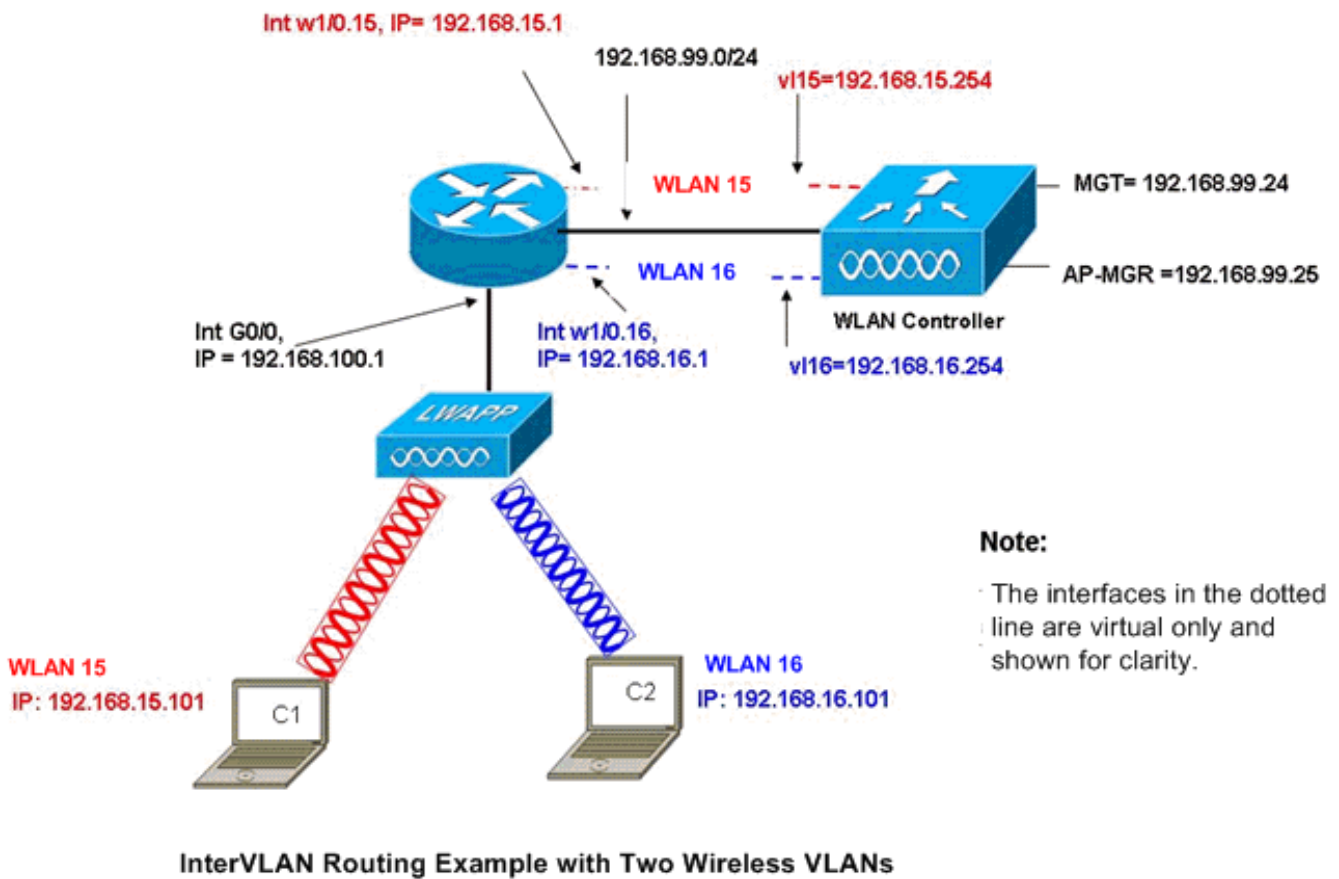 Int w1/0.15, IP= 192.168.15.1
192.168.99.0/24
vl15=192.168.15.254
WLAN 15
MGT= 192.168.99.24
WLAN 16
AP-MGR =192.168.99.25
WLAN Controller
Int G0/0,
IP = 192.168.100.1
Int w1/0.16,
IP= 192.168.16.1
vl16=192.168.16.254
LWAPP
Note:
The interfaces in the dotted
line are virtual only and
shown for clarity.
WLAN 15
IP: 192.168.15.101
C1
WLAN 16
IP: 192.168.16.101
C2
InterVLAN Routing Example with Two Wireless VLANs